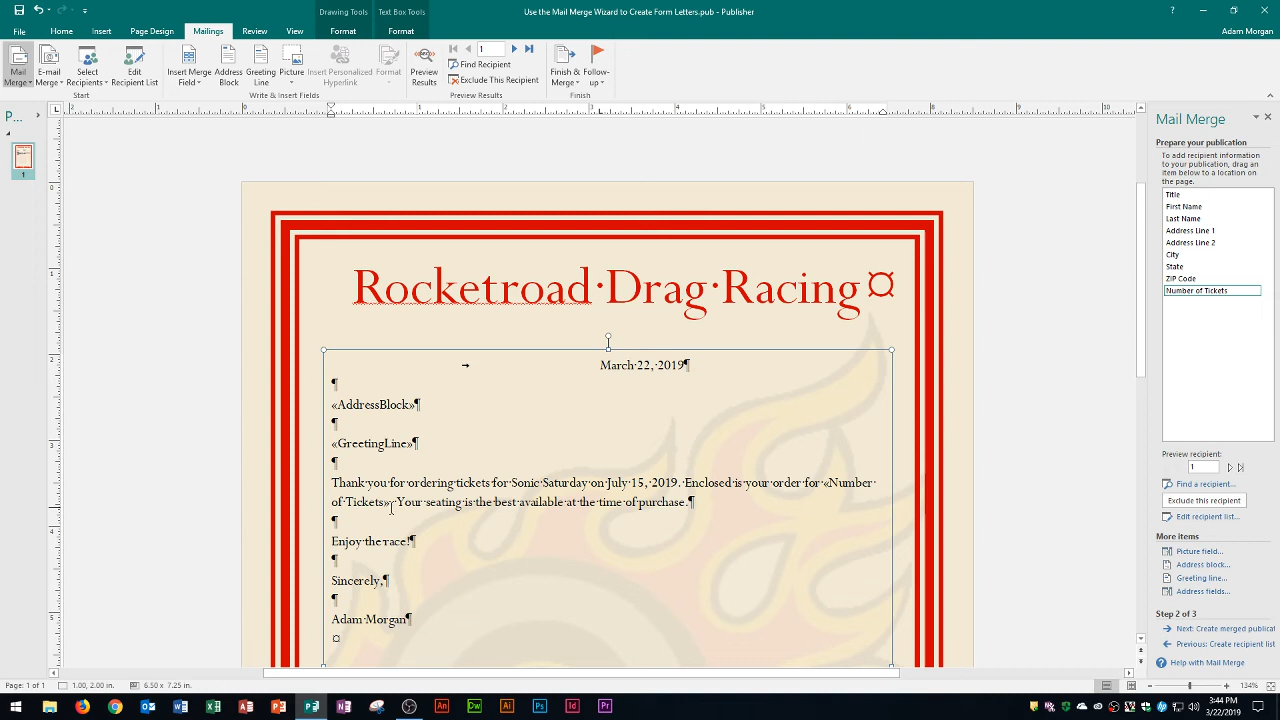 Drawing Tools Text Box Tools Use the Mail Merge Wizard to Create Form Letters.pub - Publisher
File Home Insert Page Design Mailings Review View Format Format Adam Morgan
Mail Merge E-mail Merge Select Recipients Edit Recipient List Insert Merge Field Address Block Greeting Line Picture Insert Personalized Hyperlink Format Preview Results 1 Find Recipient Exclude This Recipient Finish & Merge Follow-up
Start Write & Insert Fields Preview Results Finish
P...
1
Rocketroad·Drag·Racing¤
→ March·22,·2019¶
¶
«AddressBlock»¶
¶
«GreetingLine»¶
¶
Thank·you·for·ordering·tickets·for·Sonic·Saturday·on·July·15,·2019.·Enclosed·is·your·order·for·«Number·
of·Tickets»·Your·seating·is·the·best·available·at·the·time·of·purchase.¶
¶
Enjoy·the·race!¶
¶
Sincerely,¶
¶
Adam·Morgan¶
¤
Mail Merge
Prepare your publication
To add recipient information
to your publication, drag an
item below to a location on
the page.
Title
First Name
Last Name
Address Line 1
Address Line 2
City
State
ZIP Code
Number of Tickets
Preview recipient:
1
Find a recipient...
Exclude this recipient
Edit recipient list...
More items
Picture field...
Address block...
Greeting line...
Address fields...
Step 2 of 3
Next: Create merged publicat
Previous: Create recipient list
Help with Mail Merge
Page: 1 of 1 1.00, 2.00 in. 6.50 x 7.25 in. 134%
3:44 PM
3/22/2019